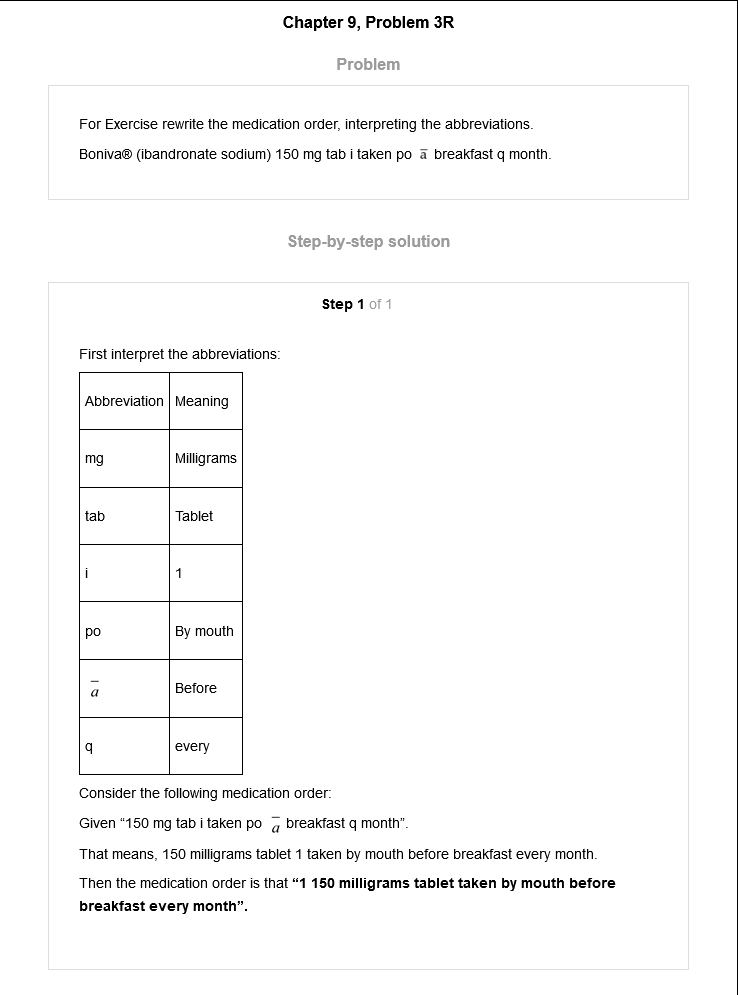 Chapter 9, Problem 3R
Problem
For Exercise rewrite the medication order, interpreting the abbreviations.
Boniva® (ibandronate sodium) 150 mg tab i taken po ā breakfast q month.
Step-by-step solution
Step 1 of 1
First interpret the abbreviations:
Abbreviation Meaning
mg Milligrams
tab Tablet
i 1
po By mouth
ā Before
q every
Consider the following medication order:
Given “150 mg tab i taken po ā breakfast q month”.
That means, 150 milligrams tablet 1 taken by mouth before breakfast every month.
Then the medication order is that “1 150 milligrams tablet taken by mouth before
breakfast every month”.